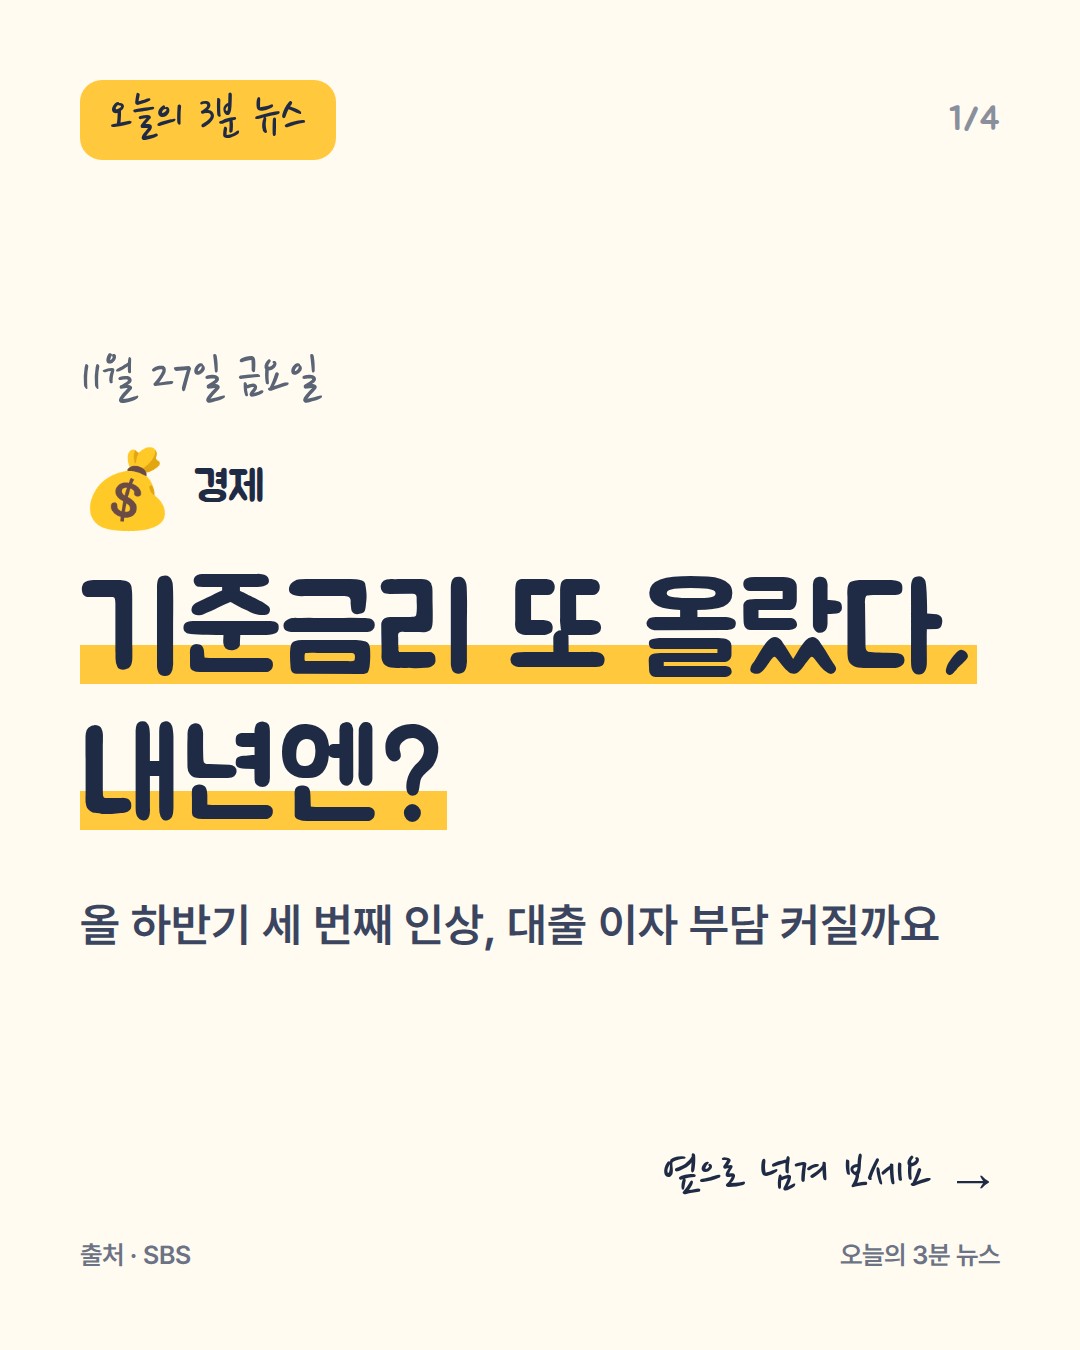 오늘의 3분 뉴스
1/4
11월 27일 금요일
경제
기준금리 또 올랐다,
내년엔?
올 하반기 세 번째 인상, 대출 이자 부담 커질까요
옆으로 넘겨 보세요 →
출처 · SBS
오늘의 3분 뉴스